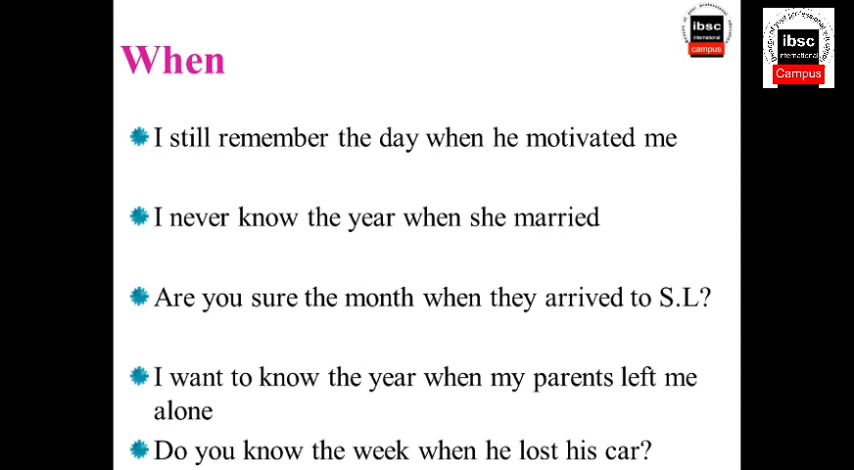 When
ibsc
international
campus
ibsc
international
Campus
I still remember the day when he motivated me
I never know the year when she married
Are you sure the month when they arrived to S.L?
I want to know the year when my parents left me
alone
Do you know the week when he lost his car?